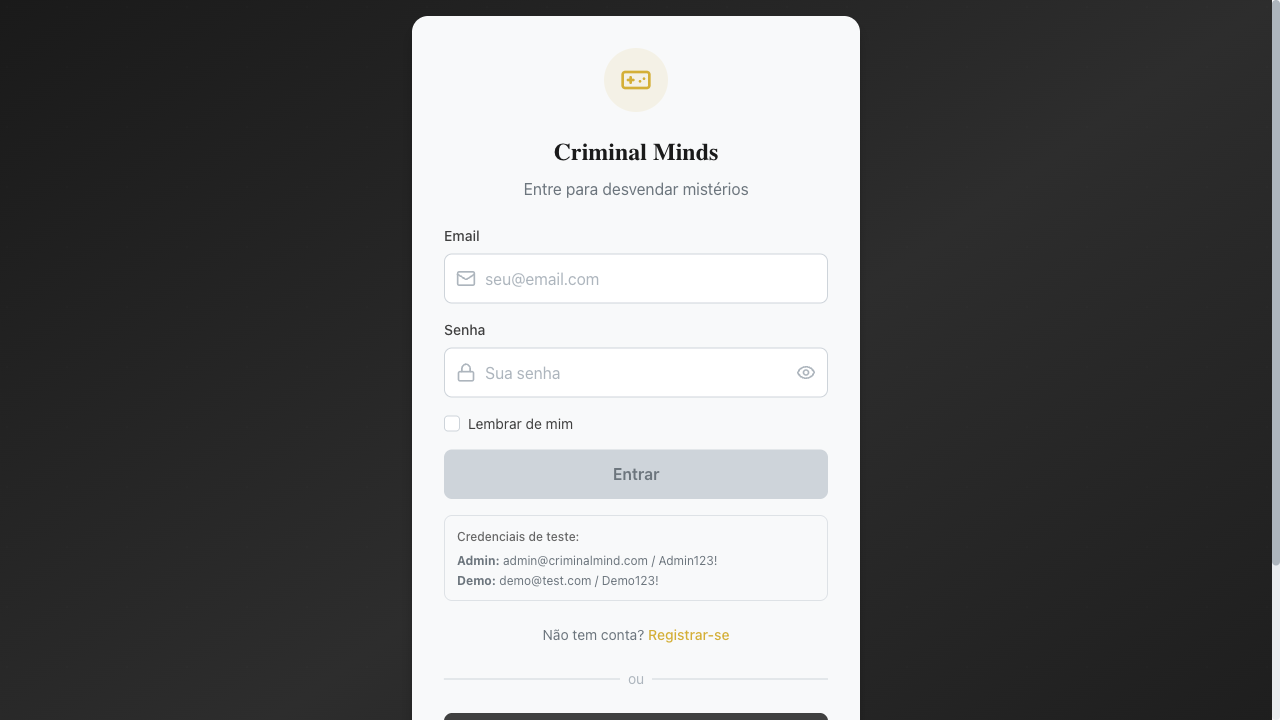 Criminal Minds
Entre para desvendar mistérios
Email
seu@email.com
Senha
Sua senha
Lembrar de mim
Entrar
Credenciais de teste:
Admin: admin@criminalmind.com / Admin123!
Demo: demo@test.com / Demo123!
Não tem conta? Registrar-se
ou